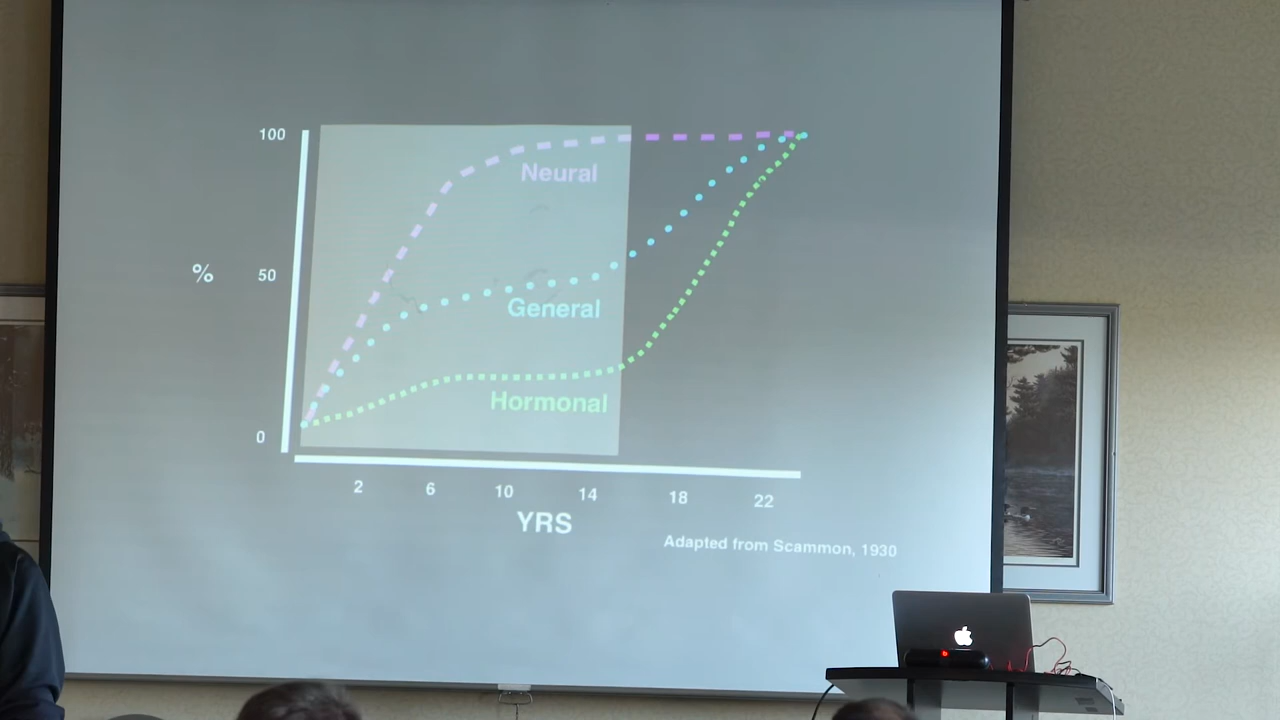 100
Neural
%
50
General
Hormonal
0
2 6 10 14 18 22
YRS
Adapted from Scammon, 1930